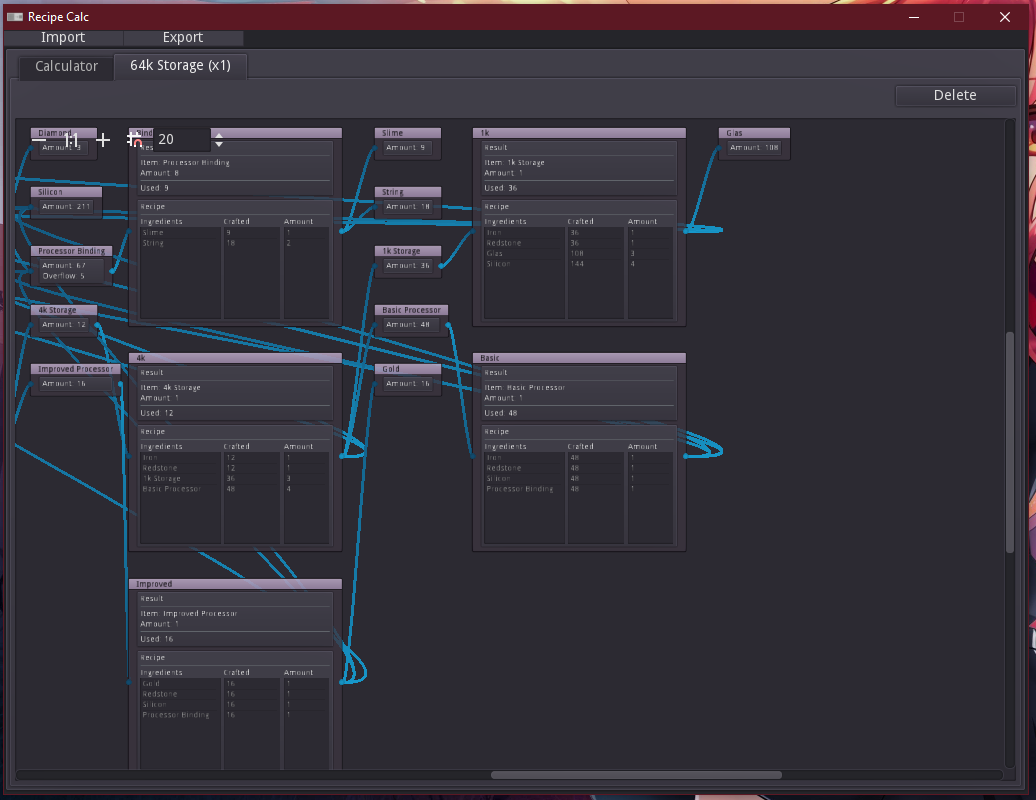 Recipe Calc
Import
Export
Calculator
64k Storage (x1)
Delete
1:1
20
Diamond
Amount: 3
Silicon
Amount: 211
Processor Binding
Amount: 67
Overflow: 5
4k Storage
Amount: 12
Improved Processor
Amount: 16
Item: Processor Binding
Amount: 8
Used: 9
Recipe
Ingredients Crafted Amount
Slime 9 1
String 18 2
4k
Result
Item: 4k Storage
Amount: 1
Used: 12
Recipe
Ingredients Crafted Amount
Iron 12 1
Redstone 12 1
1k Storage 36 3
Basic Processor 48 4
Improved
Result
Item: Improved Processor
Amount: 1
Used: 16
Recipe
Ingredients Crafted Amount
Gold 16 1
Redstone 16 1
Silicon 16 1
Processor Binding 16 1
Slime
Amount: 9
String
Amount: 18
1k Storage
Amount: 36
Basic Processor
Amount: 48
Gold
Amount: 16
1k
Result
Item: 1k Storage
Amount: 1
Used: 36
Recipe
Ingredients Crafted Amount
Iron 36 1
Redstone 36 1
Glas 108 3
Silicon 144 4
Basic
Result
Item: Basic Processor
Amount: 1
Used: 48
Recipe
Ingredients Crafted Amount
Iron 48 1
Redstone 48 1
Silicon 48 1
Processor Binding 48 1
Glas
Amount: 108